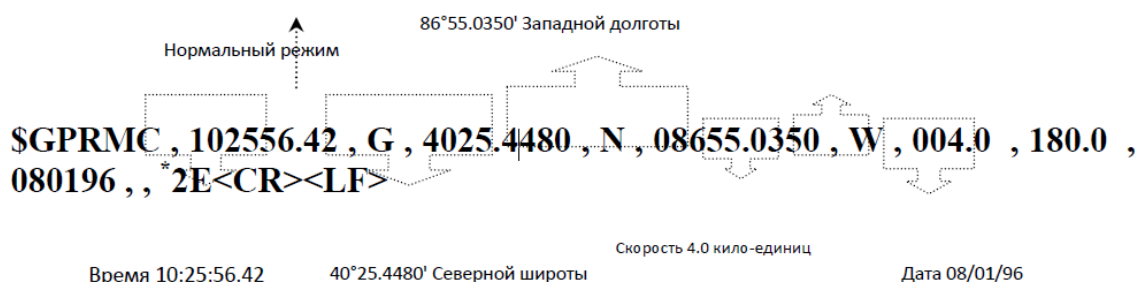 86°55.0350' Западной долготы
Нормальный режим
$GPRMC , 102556.42 , G , 4025.4480 , N , 08655.0350 , W , 004.0 , 180.0 ,
080196 , , *2E<CR><LF>
Скорость 4.0 кило-единиц
Время 10:25:56.42 40°25.4480' Северной широты Дата 08/01/96